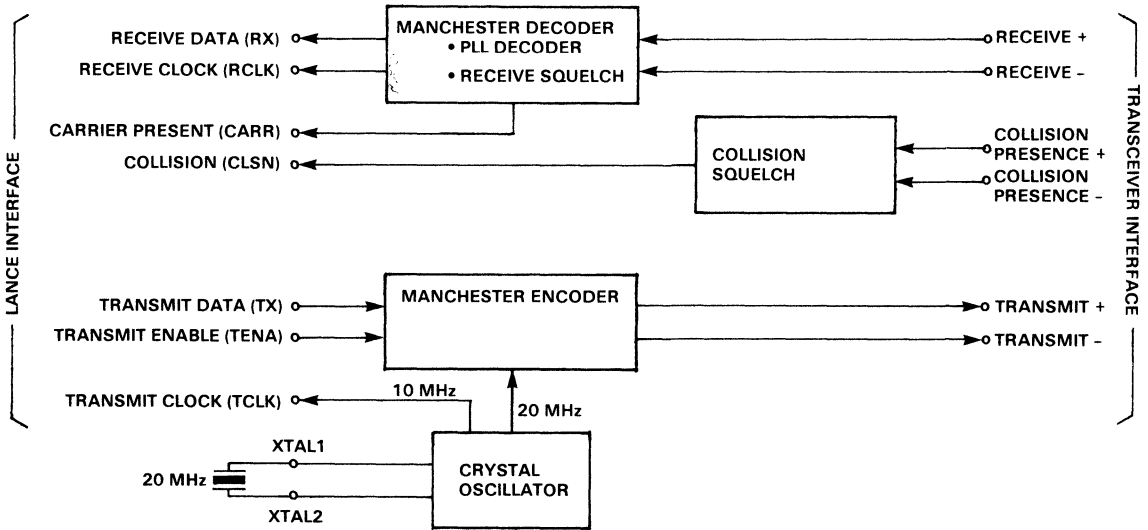 MANCHESTER DECODER
• PLL DECODER
• RECEIVE SQUELCH
RECEIVE DATA (RX)
RECEIVE CLOCK (RCLK)
RECEIVE +
RECEIVE –
CARRIER PRESENT (CARR)
COLLISION (CLSN)
COLLISION
SQUELCH
COLLISION
PRESENCE +
COLLISION
PRESENCE –
LANCE INTERFACE
TRANSCEIVER INTERFACE
TRANSMIT DATA (TX)
TRANSMIT ENABLE (TENA)
MANCHESTER ENCODER
TRANSMIT +
TRANSMIT –
TRANSMIT CLOCK (TCLK)
10 MHz
20 MHz
XTAL1
20 MHz
XTAL2
CRYSTAL
OSCILLATOR